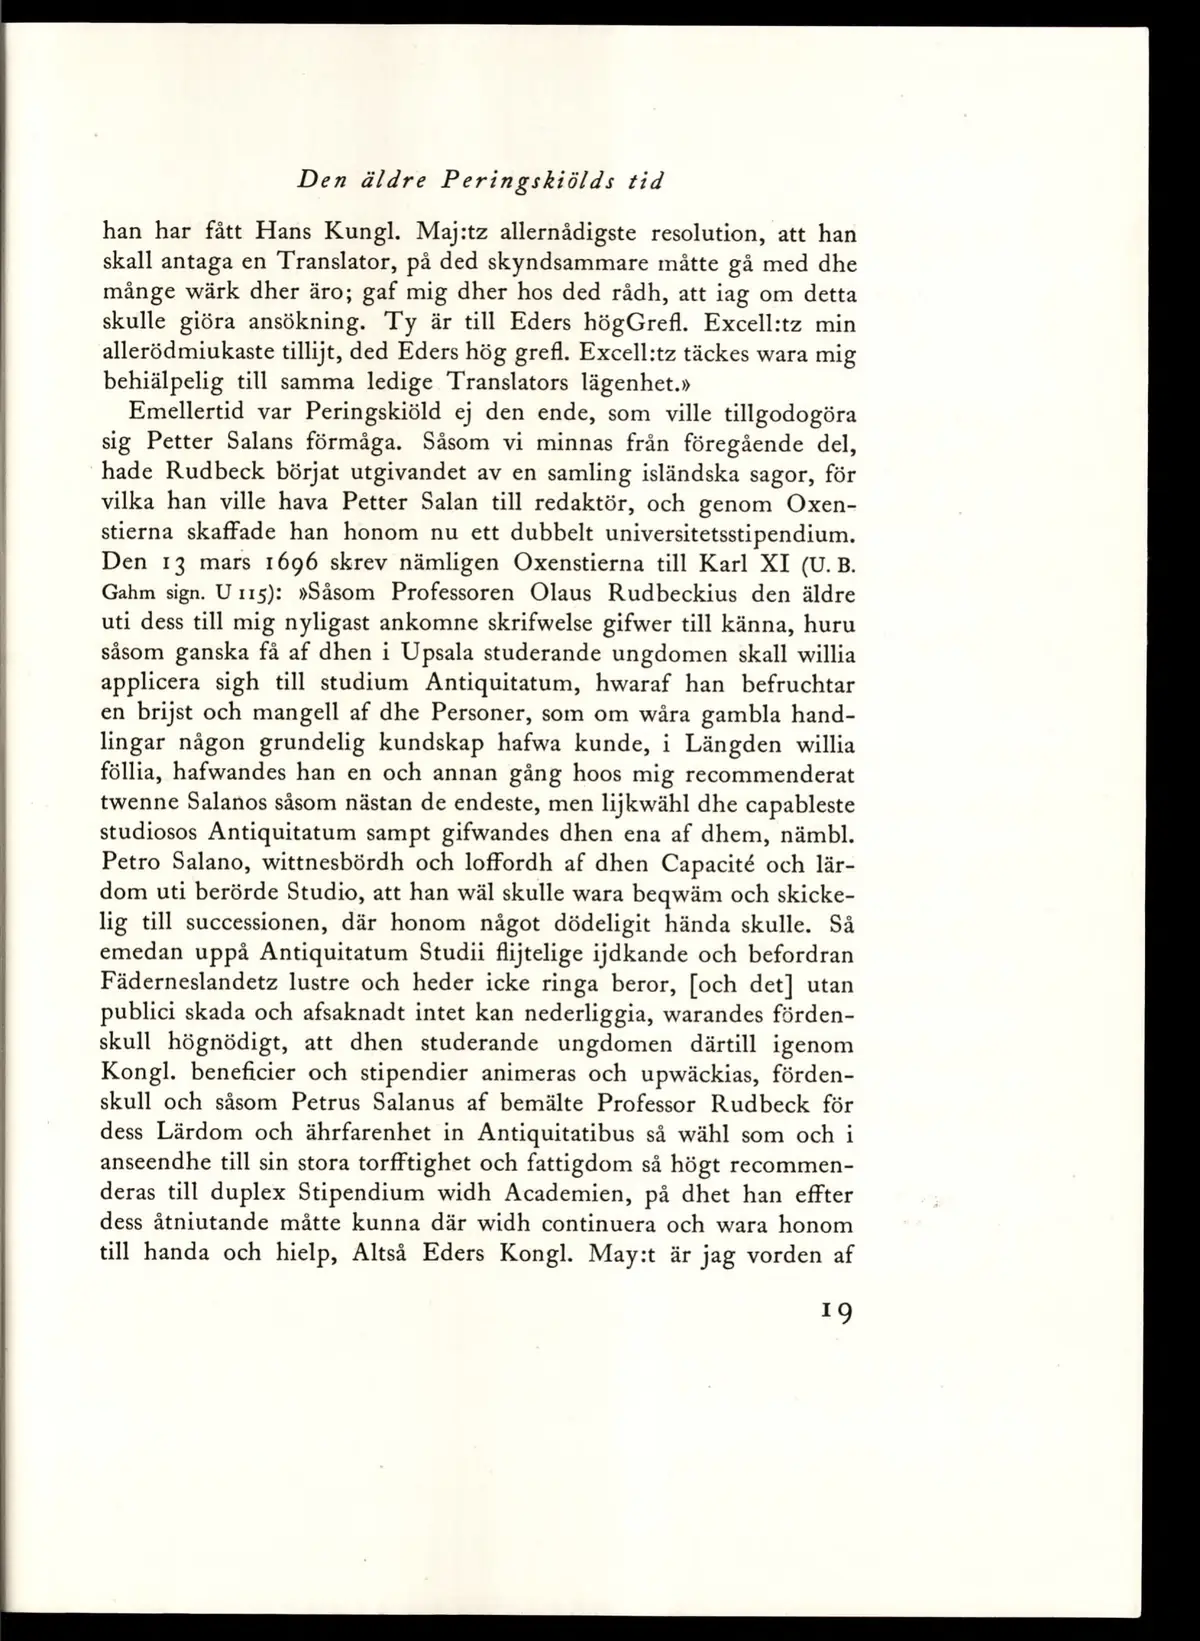 Den äldre Peringskiölds tid
han har fått Hans Kungl. Maj:tz allernådigste resolution, att han
skall antaga en Translator, på ded skyndsammare måtte gå med dhe
månge wärk dher äro; gaf mig dher hos ded rådh, att iag om detta
skulle giöra ansökning. Ty är till Eders högGrefl. Excell:tz min
allerödmiukaste tillijt, ded Eders hög grefl. Excell:tz täckes wara mig
behiälpelig till samma ledige Translators lägenhet.»
Emellertid var Peringskiöld ej den ende, som ville tillgodogöra
sig Petter Salans förmåga. Såsom vi minnas från föregående del,
hade Rudbeck börjat utgivandet av en samling isländska sagor, för
vilka han ville hava Petter Salan till redaktör, och genom Oxen-
stierna skaffade han honom nu ett dubbelt universitetsstipendium.
Den 13 mars 1696 skrev nämligen Oxenstierna till Karl XI (U. B.
Gahm sign. U 115): »Såsom Professoren Olaus Rudbeckius den äldre
uti dess till mig nyligast ankomne skrifwelse gifwer till känna, huru
såsom ganska få af dhen i Upsala studerande ungdomen skall willia
applicera sigh till studium Antiquitatum, hwaraf han befruchtar
en brijst och mangell af dhe Personer, som om wåra gambla hand-
lingar någon grundelig kundskap hafwa kunde, i Längden willia
föllia, hafwandes han en och annan gång hoos mig recommenderat
twenne Salanos såsom nästan de endeste, men lijkwähl dhe capableste
studiosos Antiquitatum sampt gifwandes dhen ena af dhem, nämbl.
Petro Salano, wittnesbördh och loffordh af dhen Capacité och lär-
dom uti berörde Studio, att han wäl skulle wara beqwäm och skicke-
lig till successionen, där honom något dödeligit hända skulle. Så
emedan uppå Antiquitatum Studii flijtelige ijdkande och befordran
Fäderneslandetz lustre och heder icke ringa beror, [och det] utan
publici skada och afsaknadt intet kan nederliggia, warandes förden-
skull högnödigt, att dhen studerande ungdomen därtill igenom
Kongl. beneficier och stipendier animeras och upwäckias, förden-
skull och såsom Petrus Salanus af bemälte Professor Rudbeck för
dess Lärdom och ährfarenhet in Antiquitatibus så wähl som och i
anseendhe till sin stora torfftighet och fattigdom så högt recommen-
deras till duplex Stipendium widh Academien, på dhet han effter
dess åtniutande måtte kunna där widh continuera och wara honom
till handa och hielp, Altså Eders Kongl. May:t är jag vorden af
19